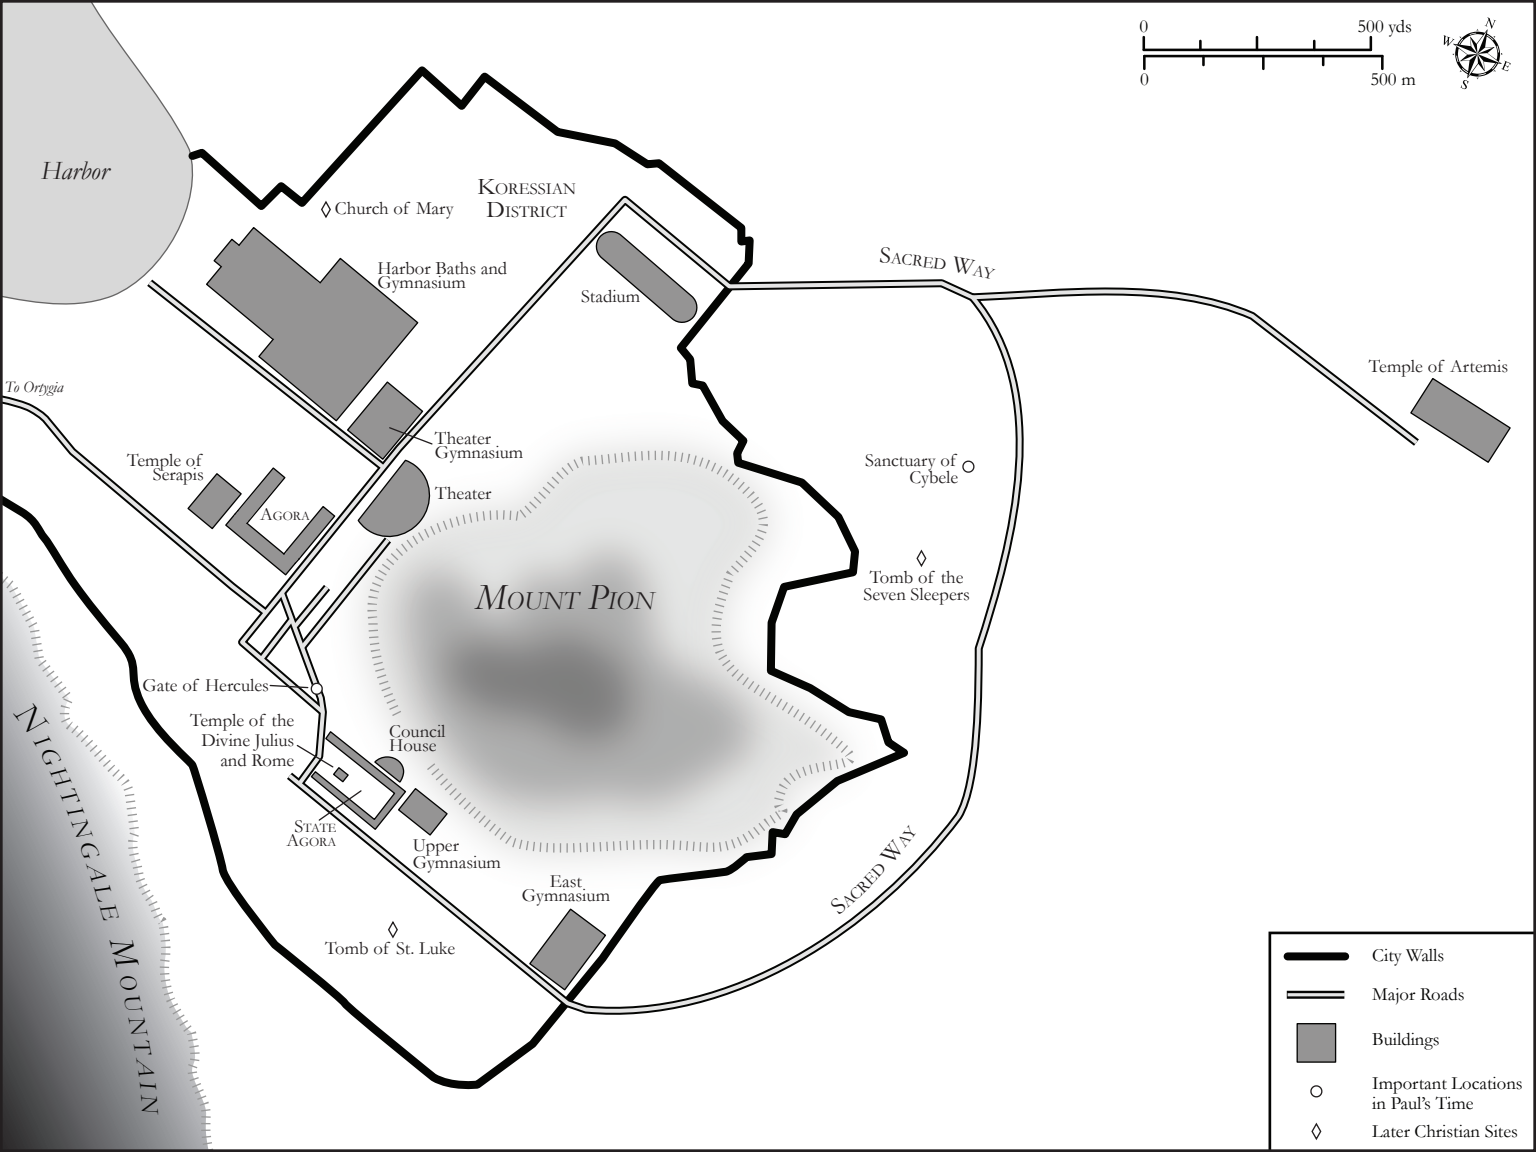 0
500 yds
0
500 m
N
W
E
S
Harbor
Church of Mary
Koressian
District
Harbor Baths and
Gymnasium
Stadium
Sacred Way
Temple of Artemis
To Ortygia
Theater
Gymnasium
Temple of
Serapis
Agora
Theater
Sanctuary of
Cybele
Mount Pion
Tomb of the
Seven Sleepers
Gate of Hercules
Temple of the
Divine Julius
and Rome
Council
House
State
Agora
Upper
Gymnasium
East
Gymnasium
Nightingale Mountain
Tomb of St. Luke
Sacred Way
City Walls
Major Roads
Buildings
Important Locations
in Paul's Time
Later Christian Sites